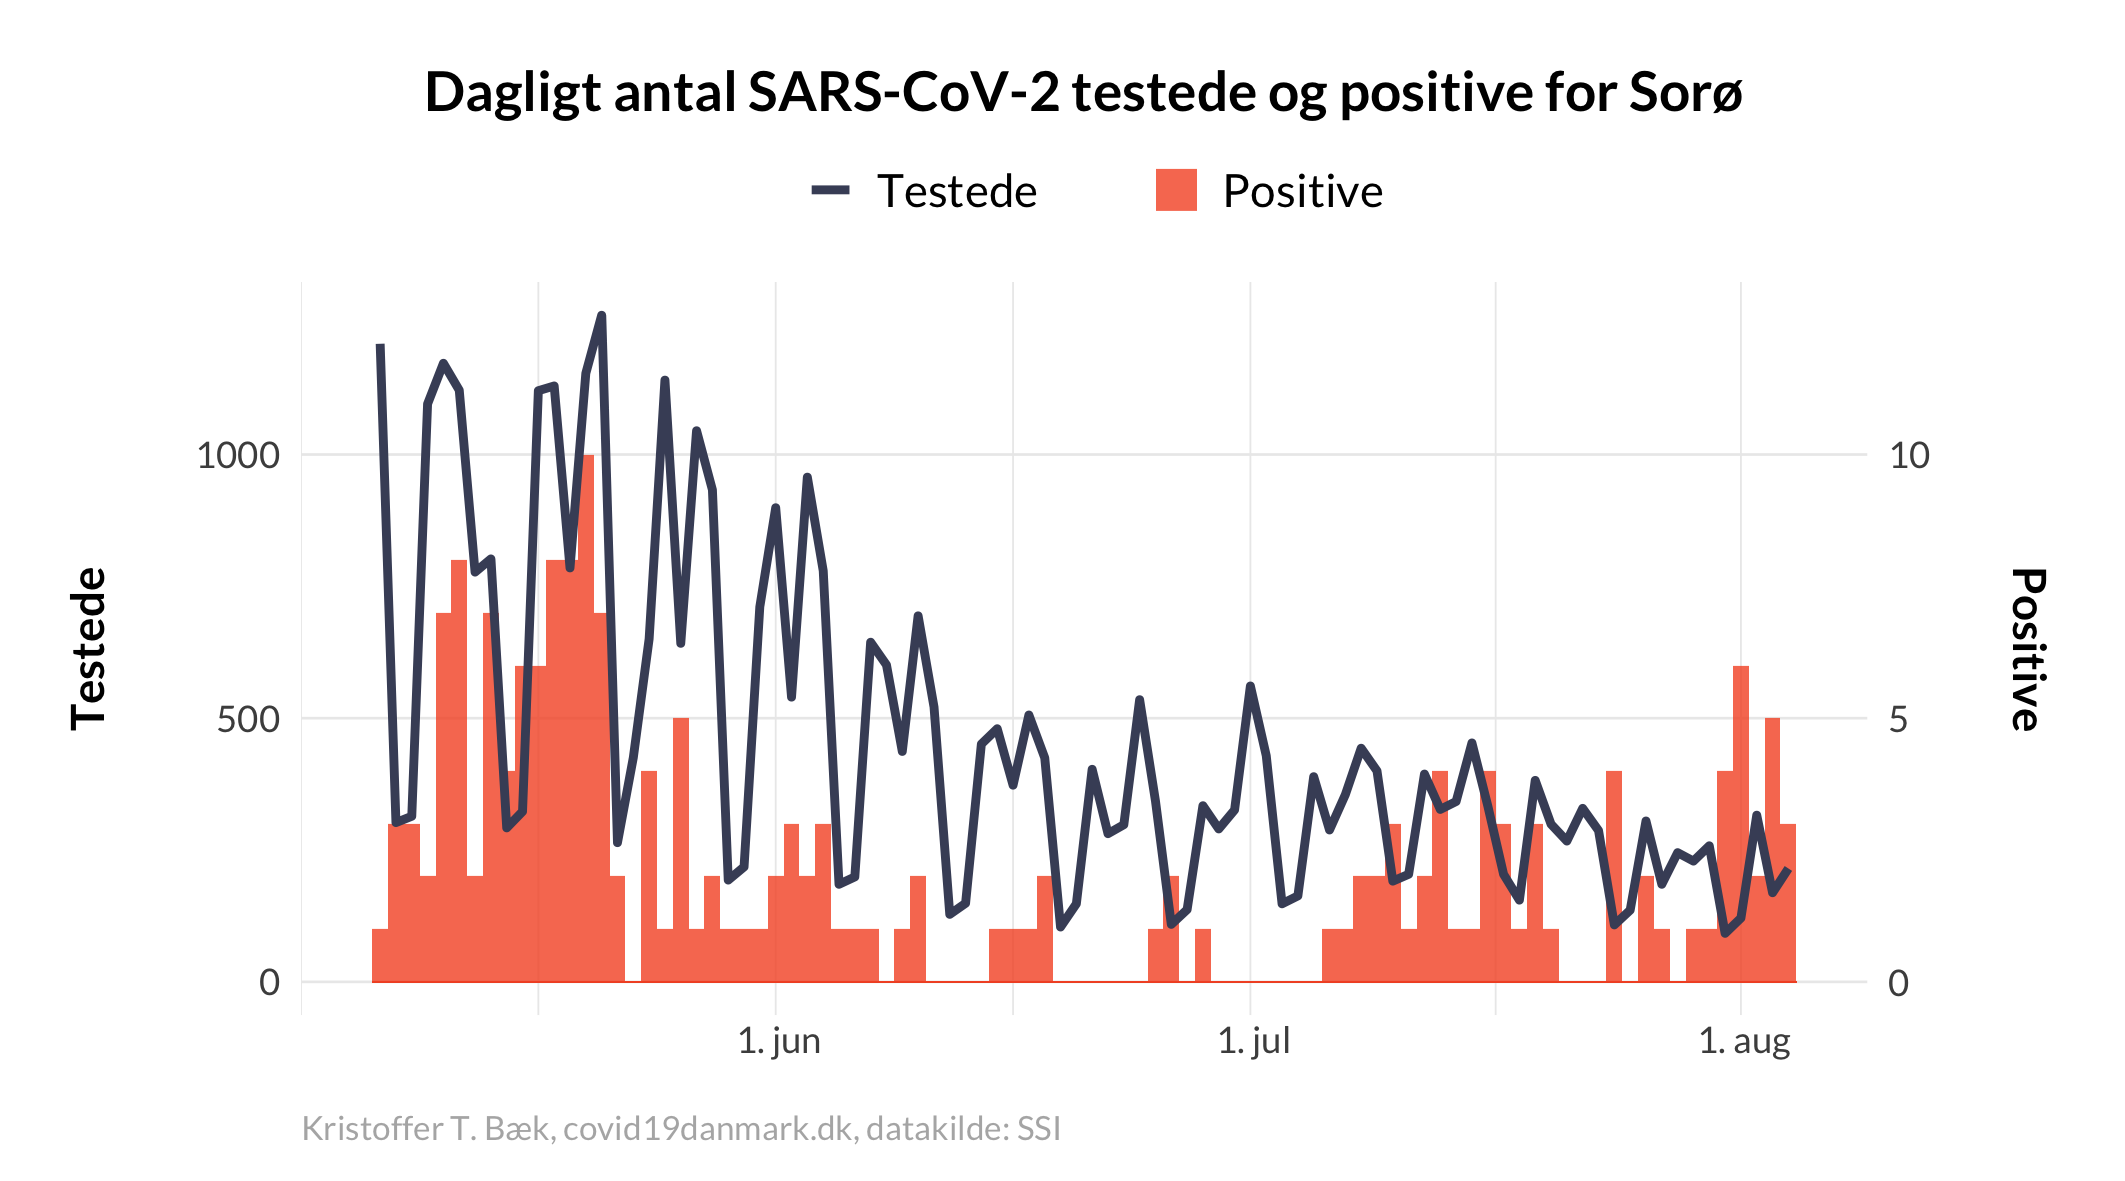 Dagligt antal SARS-CoV-2 testede og positive for Sorø
Testede
Positive
1000
500
0
10
5
0
Testede
Positive
1. jun
1. jul
1. aug
Kristoffer T. Bæk, covid19danmark.dk, datakilde: SSI